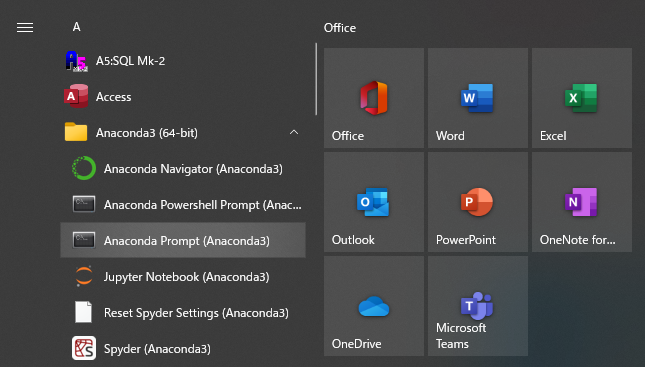 A
A5:SQL Mk-2
Access
Anaconda3 (64-bit)
Anaconda Navigator (Anaconda3)
Anaconda Powershell Prompt (Anac...
Anaconda Prompt (Anaconda3)
Jupyter Notebook (Anaconda3)
Reset Spyder Settings (Anaconda3)
Spyder (Anaconda3)
Office
Office
Word
Excel
Outlook
PowerPoint
OneNote for...
OneDrive
Microsoft
Teams